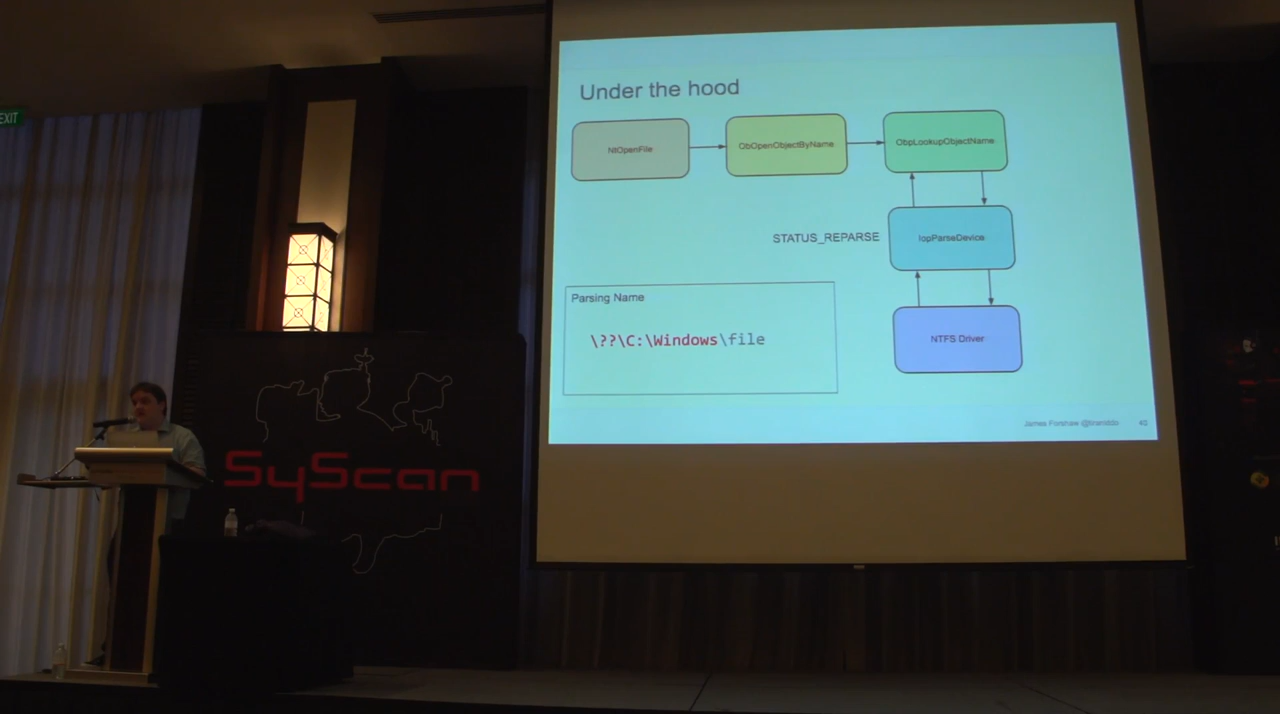 EXIT
Under the hood
NtOpenFile
ObOpenObjectByName
ObpLookupObjectName
STATUS_REPARSE
IopParseDevice
Parsing Name
\??\C:\Windows\file
NTFS Driver
James Forshaw @tiraniddo
40
SyScan